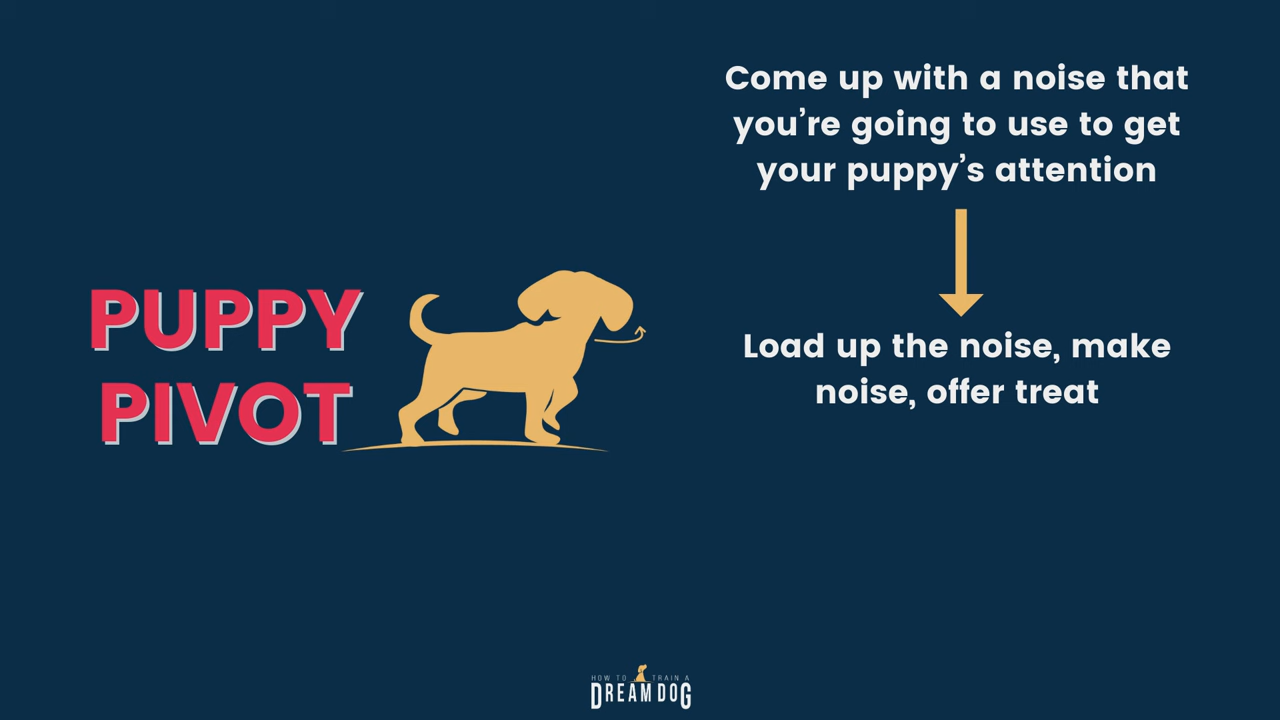 PUPPY
PIVOT
Come up with a noise that
you’re going to use to get
your puppy’s attention
Load up the noise, make
noise, offer treat
HOW TO TRAIN A
DREAM DOG